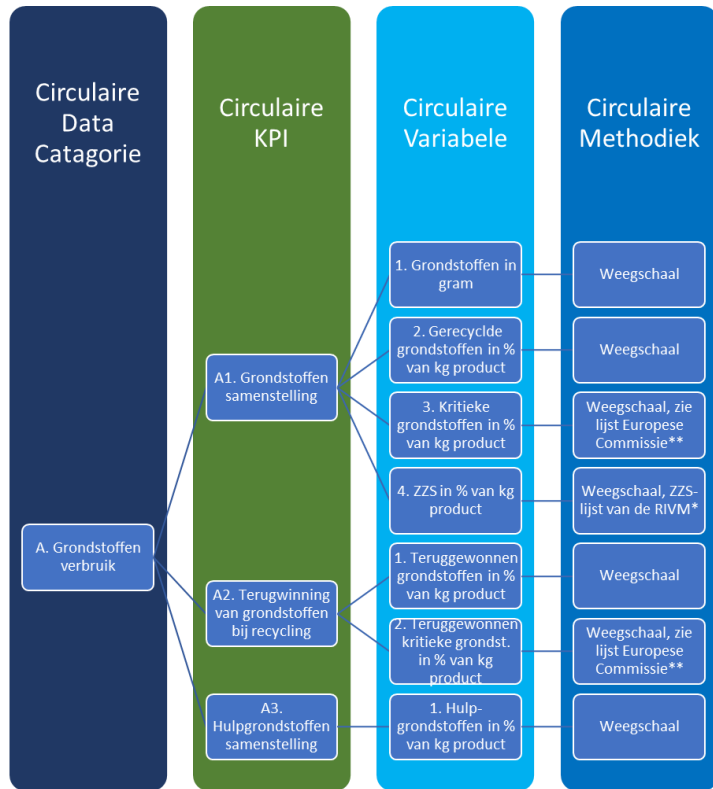 Circulaire
Data
Catagorie
Circulaire
KPI
Circulaire
Variabele
Circulaire
Methodiek
A. Grondstoffen
verbruik
A1. Grondstoffen
samenstelling
1. Grondstoffen in
gram
Weegschaal
2. Gerecyclde
grondstoffen in %
van kg product
Weegschaal
3. Kritieke
grondstoffen in %
van kg product
Weegschaal, zie
lijst Europese
Commissie**
4. ZZS in % van kg
product
Weegschaal, ZZS-
lijst van de RIVM*
A2. Terugwinning
van grondstoffen
bij recycling
1. Teruggewonnen
grondstoffen in %
van kg product
Weegschaal
2. Teruggewonnen
kritieke grondst.
in % van kg
product
Weegschaal, zie
lijst Europese
Commissie**
A3.
Hulpgrondstoffen
samenstelling
1. Hulp-
grondstoffen in %
van kg product
Weegschaal